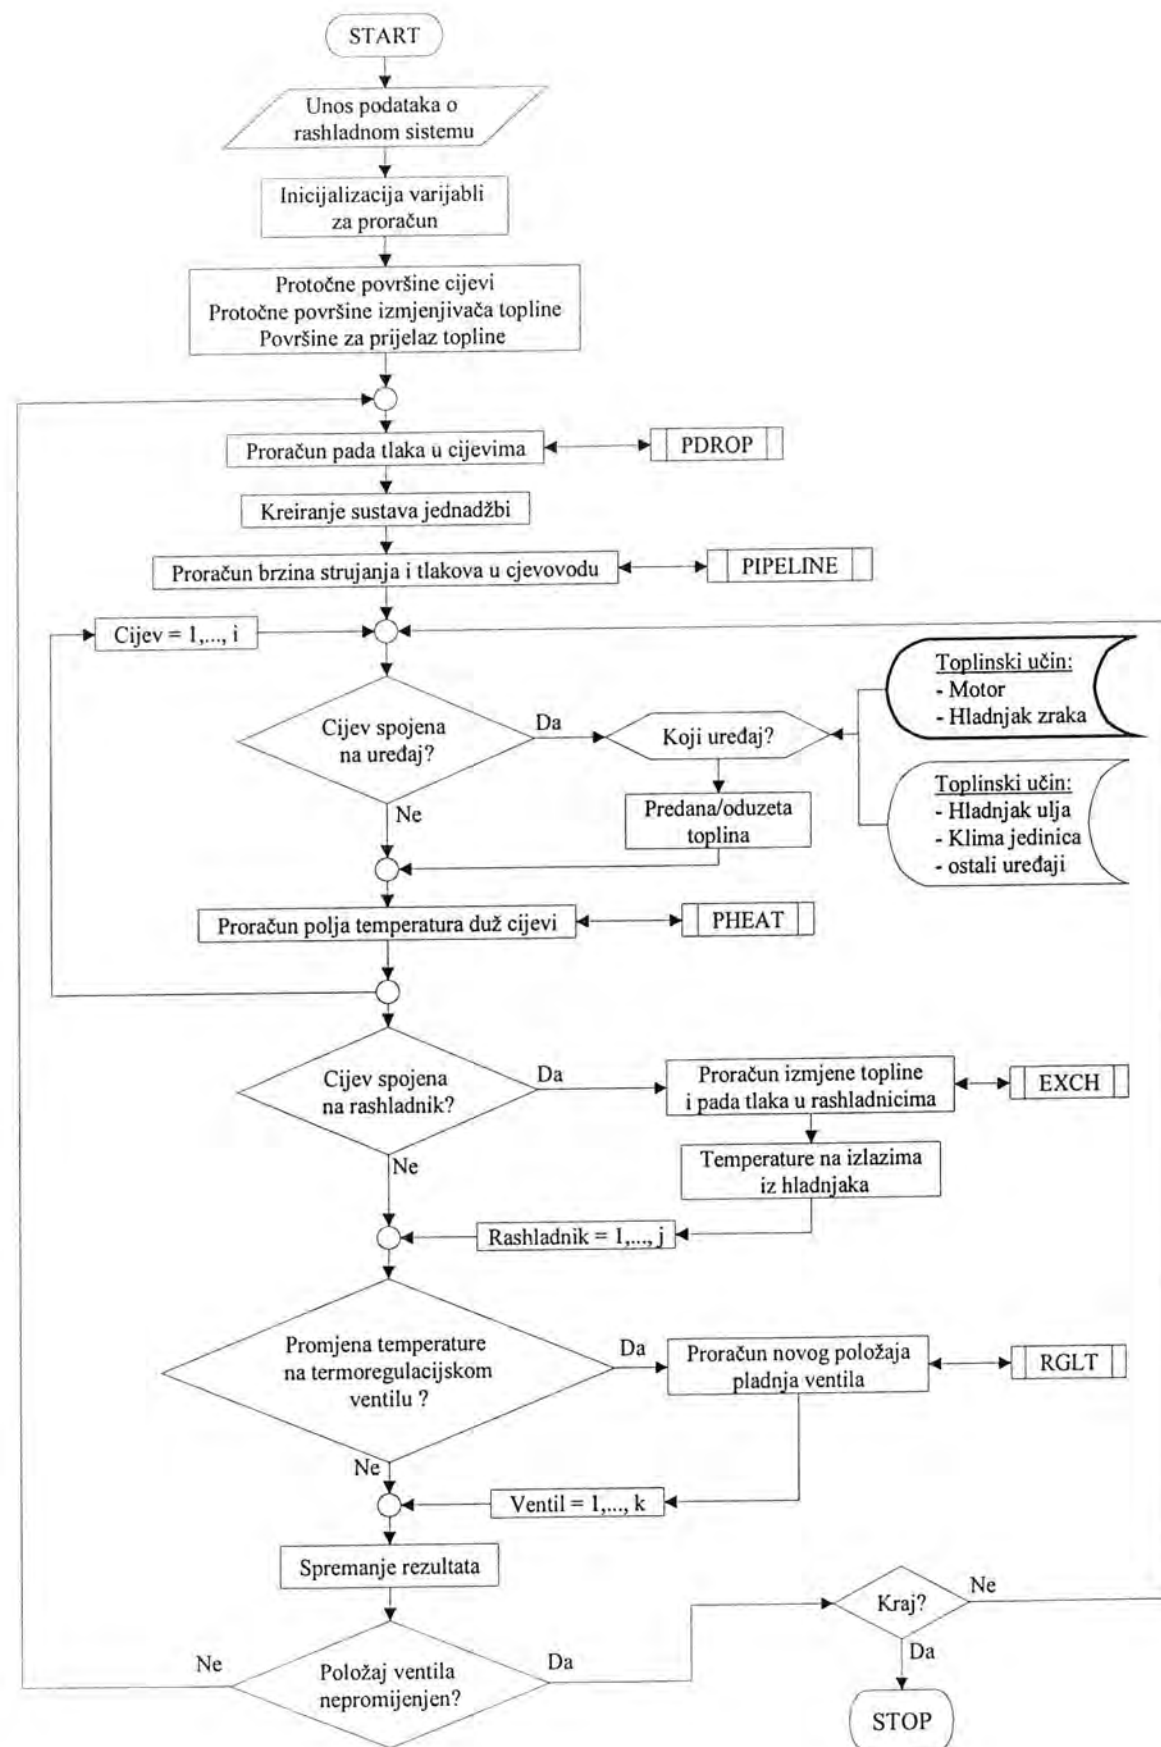 START
Unos podataka o
rashladnom sistemu
Inicijalizacija varijabli
za proračun
Protočne površine cijevi
Protočne površine izmjenjivača topline
Površine za prijelaz topline
Proračun pada tlaka u cijevima
PDROP
Kreiranje sustava jednadžbi
Proračun brzina strujanja i tlakova u cjevovodu
PIPELINE
Cijev = 1,..., i
Cijev spojena
na uređaj?
Da
Ne
Koji uređaj?
Toplinski učin:
- Motor
- Hladnjak zraka
Predana/oduzeta
toplina
Toplinski učin:
- Hladnjak ulja
- Klima jedinica
- ostali uređaji
Proračun polja temperatura duž cijevi
PHEAT
Cijev spojena
na rashladnik?
Da
Ne
Proračun izmjene topline
i pada tlaka u rashladnicima
EXCH
Temperature na izlazima
iz hladnjaka
Rashladnik = 1,..., j
Promjena temperature
na termoregulacijskom
ventilu ?
Da
Ne
Proračun novog položaja
pladnja ventila
RGLT
Ventil = 1,..., k
Spremanje rezultata
Položaj ventila
nepromijenjen?
Ne
Da
Kraj?
Ne
Da
STOP